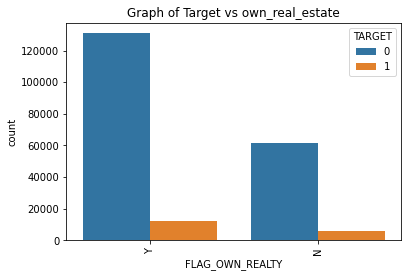 Graph of Target vs own_real_estate
TARGET
0
1
count
120000
100000
80000
60000
40000
20000
0
Y
N
FLAG_OWN_REALTY